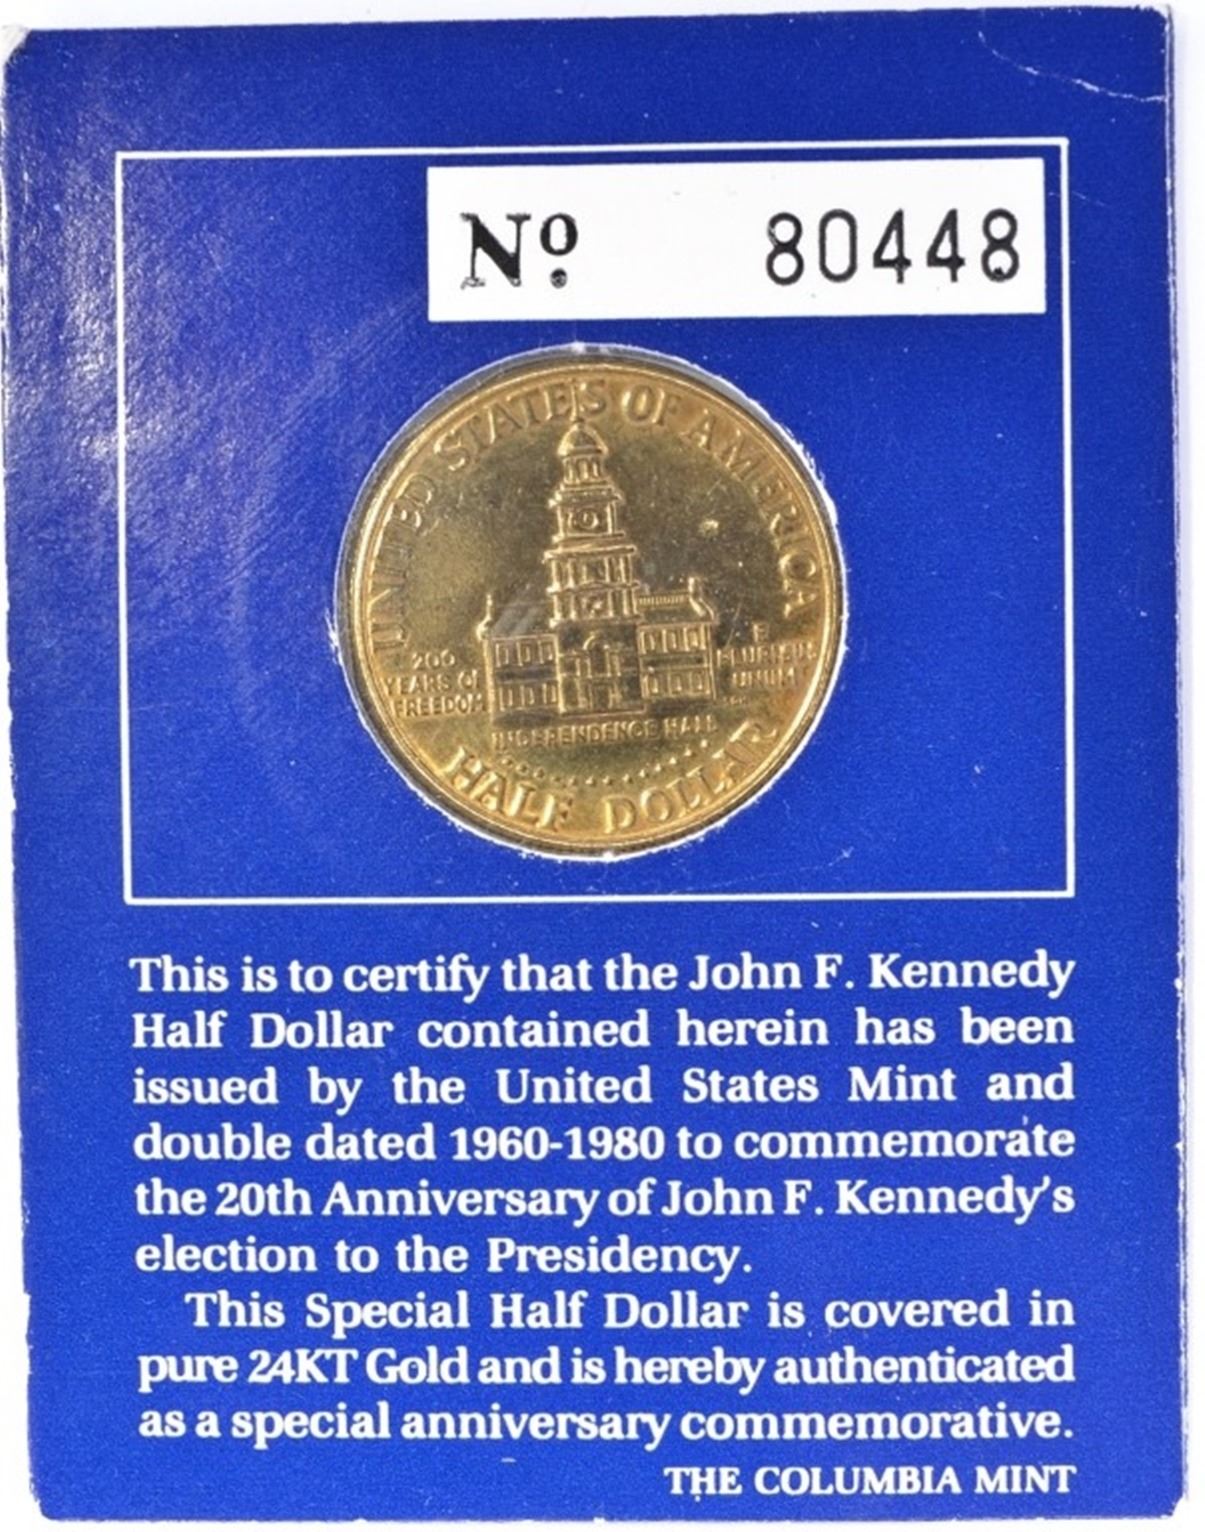 Nº 80448
UNITED STATES OF AMERICA
200
YEARS OF
FREEDOM
E
PLURIBUS
UNUM
INDEPENDENCE HALL
HALF DOLLAR
This is to certify that the John F. Kennedy
Half Dollar contained herein has been
issued by the United States Mint and
double dated 1960-1980 to commemorate
the 20th Anniversary of John F. Kennedy's
election to the Presidency.
This Special Half Dollar is covered in
pure 24KT Gold and is hereby authenticated
as a special anniversary commemorative.
THE COLUMBIA MINT